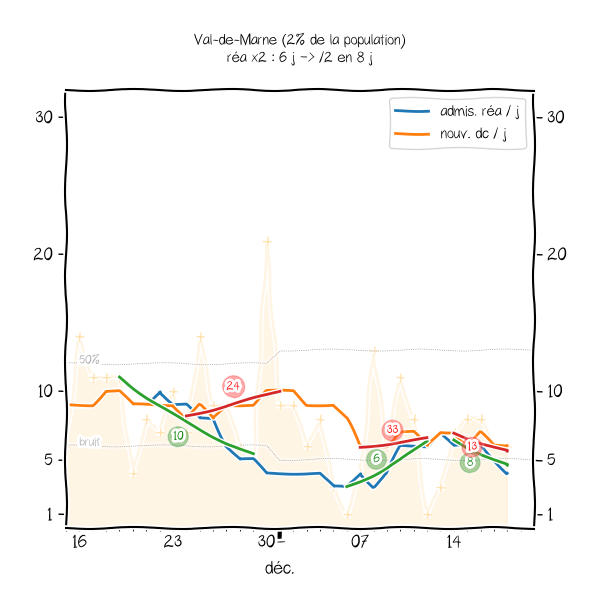 Val-de-Marne (2% de la population)
réa x2 : 6 j -> /2 en 8 j
admis. réa / j
nouv. dc / j
30 30
20 20
50%
24
10 10
10
33
bruit
13
6
8
5 5
1 1
16 23 30 07 14
déc.